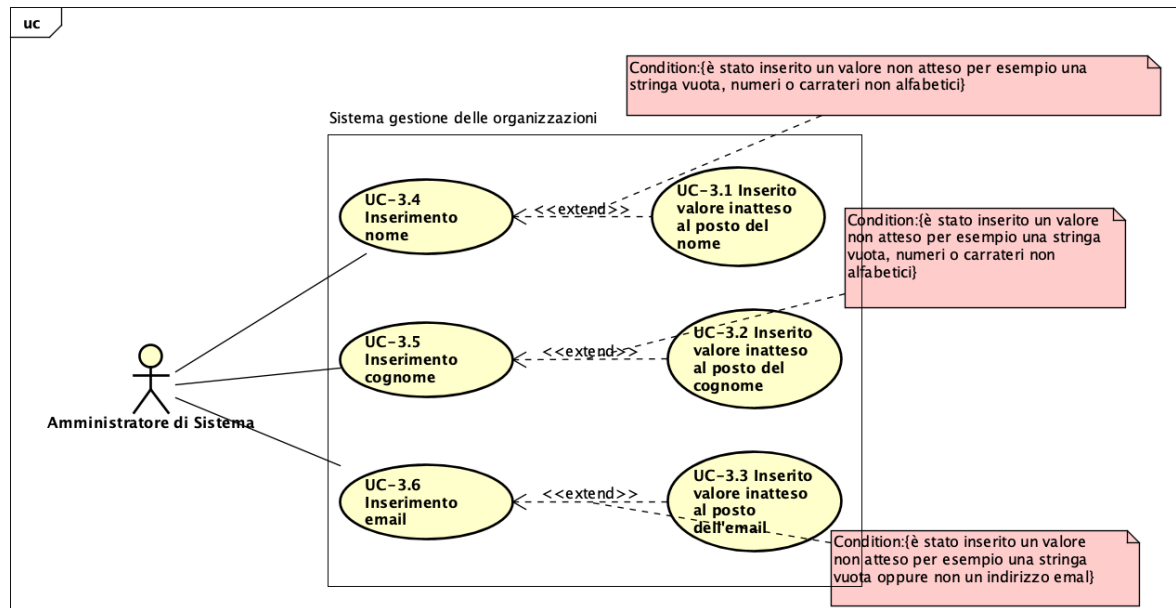 uc
Condition:{è stato inserito un valore non atteso per esempio una
stringa vuota, numeri o carrateri non alfabetici}
Sistema gestione delle organizzazioni
UC-3.4
Inserimento
nome
<<extend>>
UC-3.1 Inserito
valore inatteso
al posto del
nome
Condition:{è stato inserito un valore
non atteso per esempio una stringa
vuota, numeri o carrateri non
alfabetici}
UC-3.5
Inserimento
cognome
<<extend>>
UC-3.2 Inserito
valore inatteso
al posto del
cognome
Amministratore di Sistema
UC-3.6
Inserimento
email
<<extend>>
UC-3.3 Inserito
valore inatteso
al posto
dell'email
Condition:{è stato inserito un valore
non atteso per esempio una stringa
vuota oppure non un indirizzo emal}